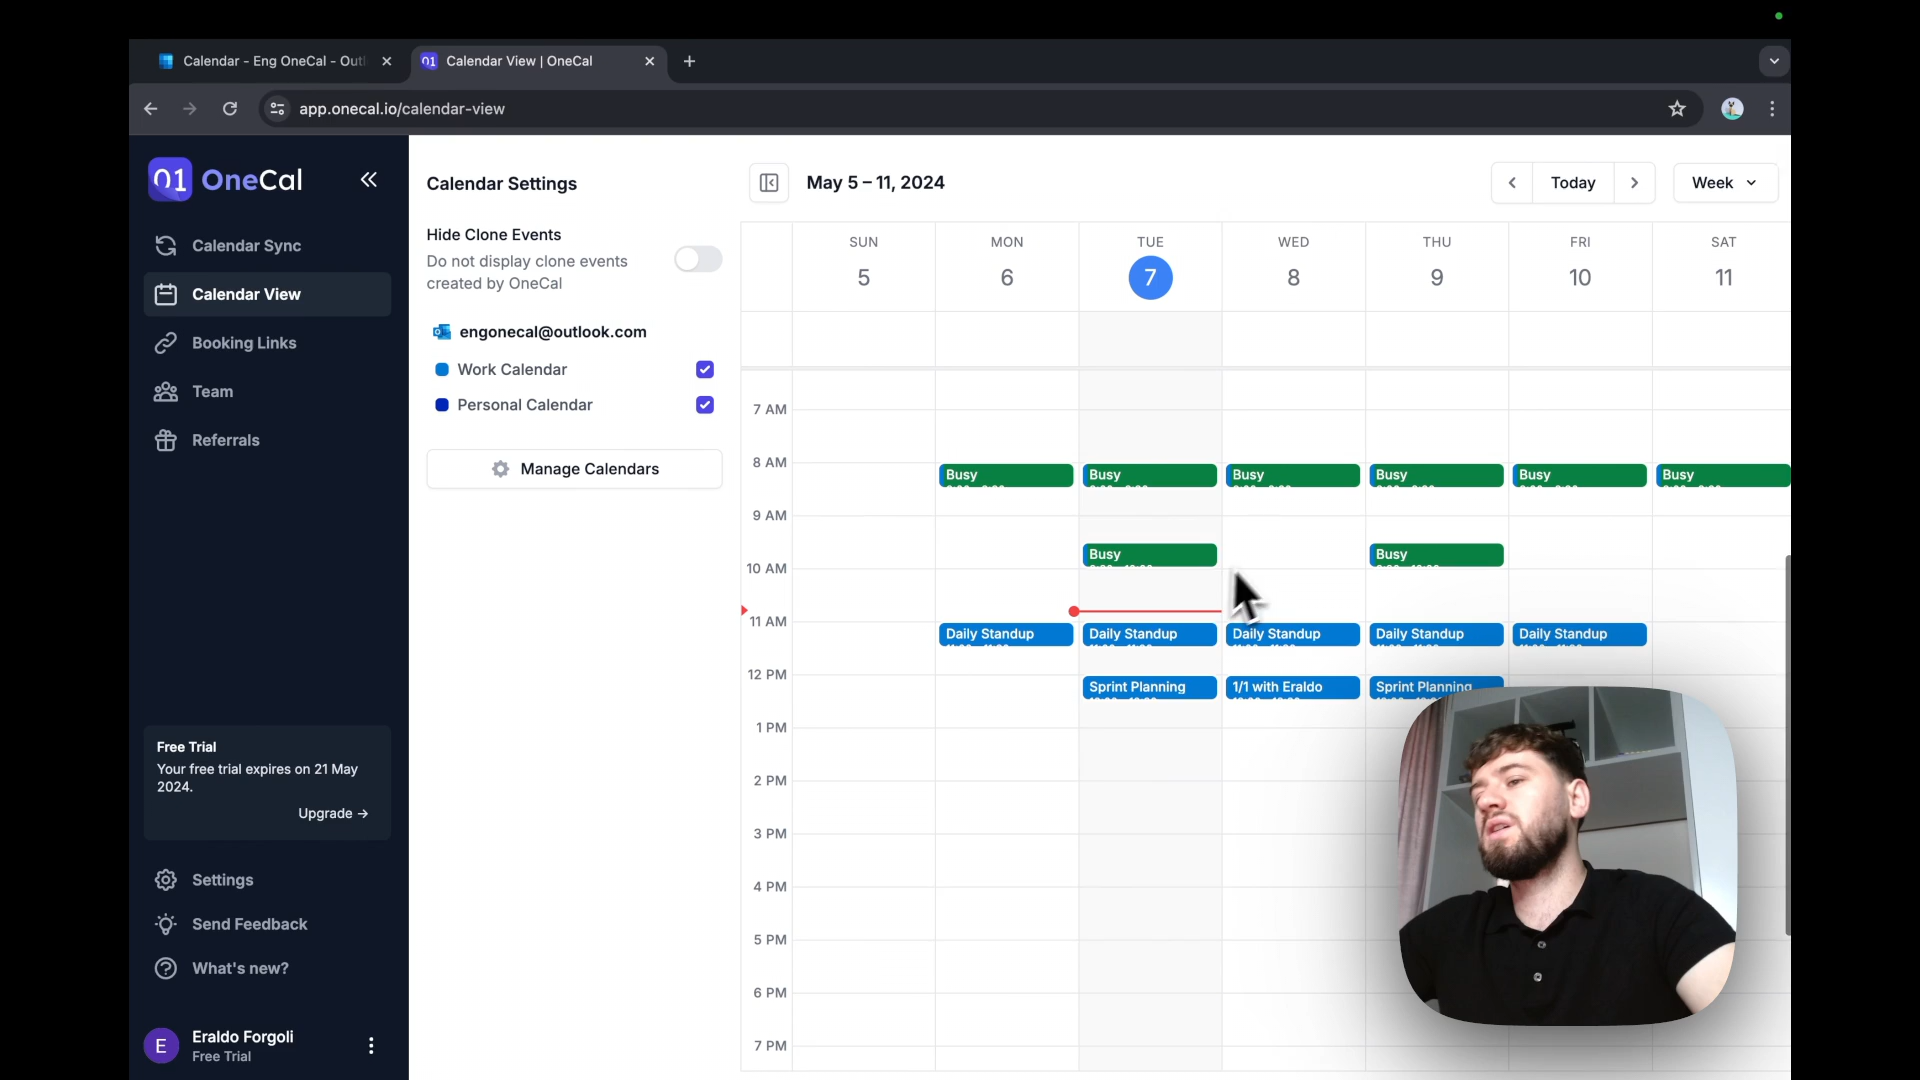 Calendar - Eng OneCal - Out
Calendar View | OneCal
app.onecal.io/calendar-view
01 OneCal
Calendar Sync
Calendar View
Booking Links
Team
Referrals
Free Trial
Your free trial expires on 21 May
2024.
Upgrade →
Settings
Send Feedback
What's new?
E
Eraldo Forgoli
Free Trial
Calendar Settings
Hide Clone Events
Do not display clone events
created by OneCal
engonecal@outlook.com
Work Calendar
Personal Calendar
Manage Calendars
May 5 – 11, 2024
Today
Week
SUN MON TUE WED THU FRI SAT
5 6 7 8 9 10 11
7 AM
8 AM
Busy Busy Busy Busy Busy Busy
9 AM
Busy Busy
10 AM
11 AM
Daily Standup Daily Standup Daily Standup Daily Standup Daily Standup
12 PM
Sprint Planning 1/1 with Eraldo Sprint Planning
1 PM
2 PM
3 PM
4 PM
5 PM
6 PM
7 PM